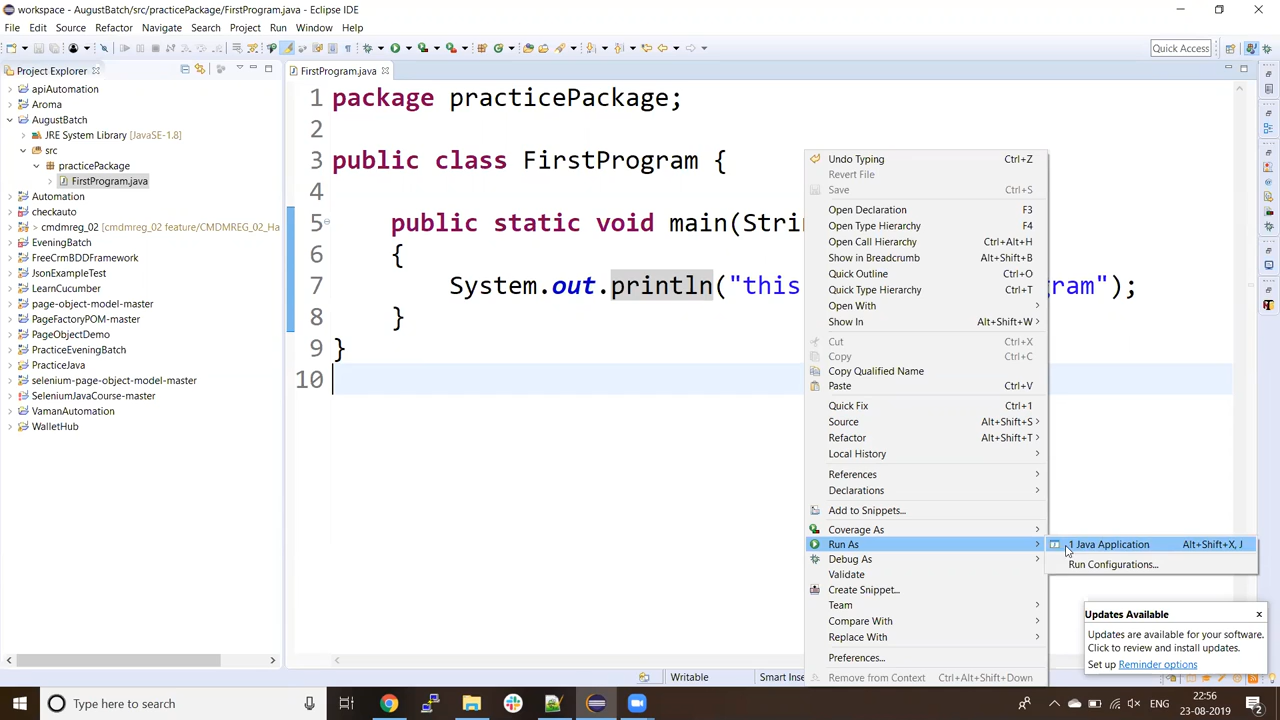 workspace - AugustBatch/src/practicePackage/FirstProgram.java - Eclipse IDE
File Edit Source Refactor Navigate Search Project Run Window Help
Quick Access
Project Explorer
apiAutomation
Aroma
AugustBatch
JRE System Library [JavaSE-1.8]
src
practicePackage
FirstProgram.java
Automation
checkauto
> cmdmreg_02 [cmdmreg_02 feature/CMDMREG_02_Ha
EveningBatch
FreeCrmBDDFramework
JsonExampleTest
LearnCucumber
page-object-model-master
PageFactoryPOM-master
PageObjectDemo
PracticeEveningBatch
PracticeJava
selenium-page-object-model-master
SeleniumJavaCourse-master
VamanAutomation
WalletHub
FirstProgram.java
1 package practicePackage;
2
3 public class FirstProgram {
4
5 public static void main(Strin
6 {
7 System.out.println("this gram");
8 }
9 }
10
Undo Typing Ctrl+Z
Revert File
Save Ctrl+S
Open Declaration F3
Open Type Hierarchy F4
Open Call Hierarchy Ctrl+Alt+H
Show in Breadcrumb Alt+Shift+B
Quick Outline Ctrl+O
Quick Type Hierarchy Ctrl+T
Open With
Show In Alt+Shift+W
Cut Ctrl+X
Copy Ctrl+C
Copy Qualified Name
Paste Ctrl+V
Quick Fix Ctrl+1
Source Alt+Shift+S
Refactor Alt+Shift+T
Local History
References
Declarations
Add to Snippets...
Coverage As
Run As
Debug As
Validate
Create Snippet...
Team
Compare With
Replace With
Preferences...
Remove from Context Ctrl+Alt+Shift+Down
1 Java Application Alt+Shift+X, J
Run Configurations...
Updates Available
Updates are available for your software.
Click to review and install updates.
Set up Reminder options
Writable
Smart Inse
Type here to search
ENG
22:56
23-08-2019
2